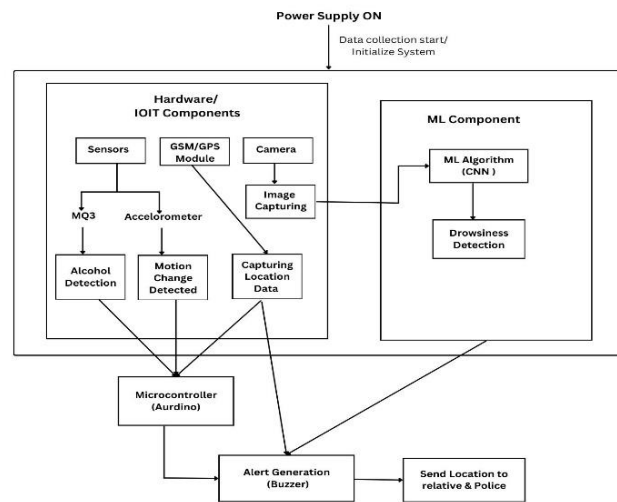 Power Supply ON
Data collection start/
Initialize System
Hardware/
IOIT Components
Sensors
GSM/GPS
Module
Camera
Image
Capturing
MQ3
Accelorometer
Alcohol
Detection
Motion
Change
Detected
Capturing
Location
Data
ML Component
ML Algorithm
(CNN )
Drowsiness
Detection
Microcontroller
(Aurdino)
Alert Generation
(Buzzer)
Send Location to
relative & Police